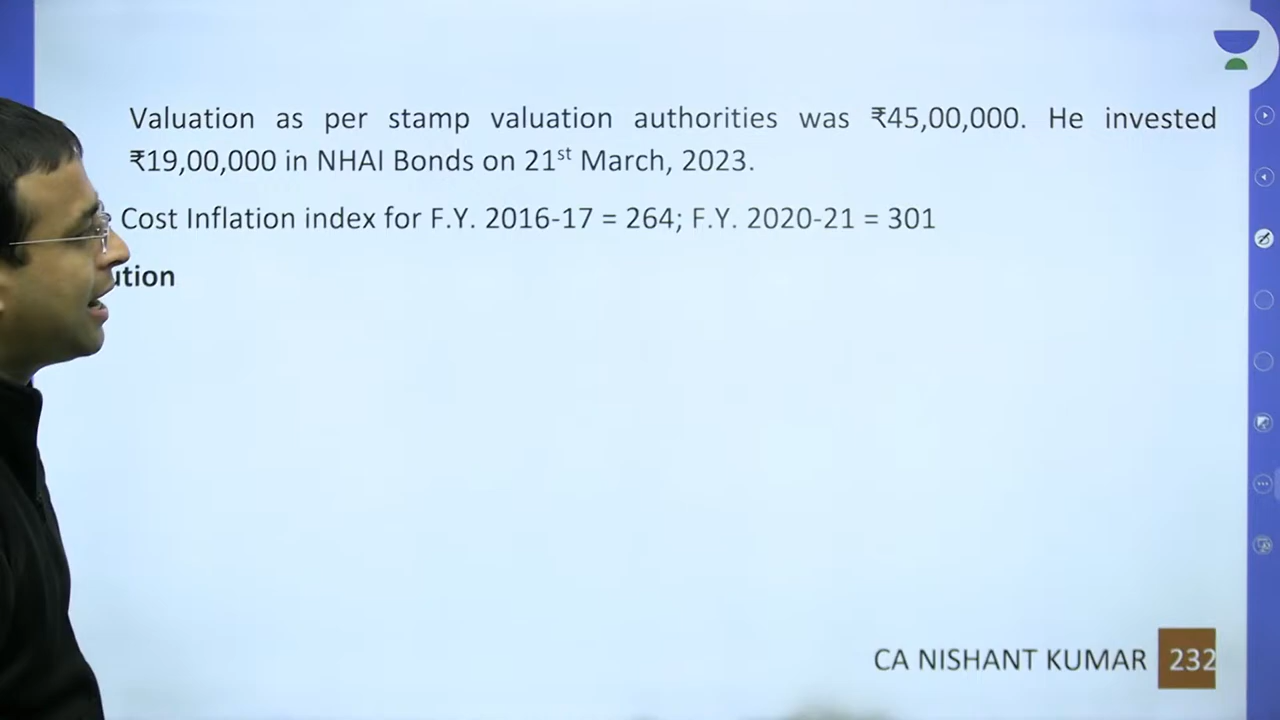 Valuation as per stamp valuation authorities was ₹45,00,000. He invested
₹19,00,000 in NHAI Bonds on 21st March, 2023.
Cost Inflation index for F.Y. 2016-17 = 264; F.Y. 2020-21 = 301
ution
CA NISHANT KUMAR 232